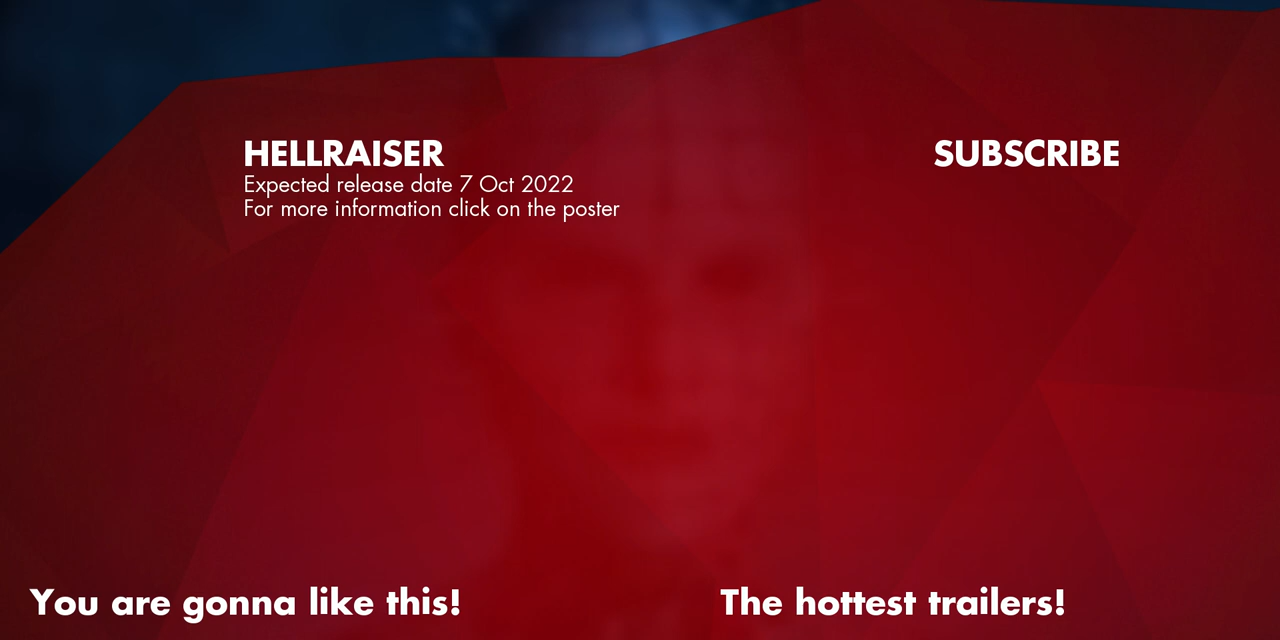 HELLRAISER
Expected release date 7 Oct 2022
For more information click on the poster
SUBSCRIBE
You are gonna like this!
The hottest trailers!